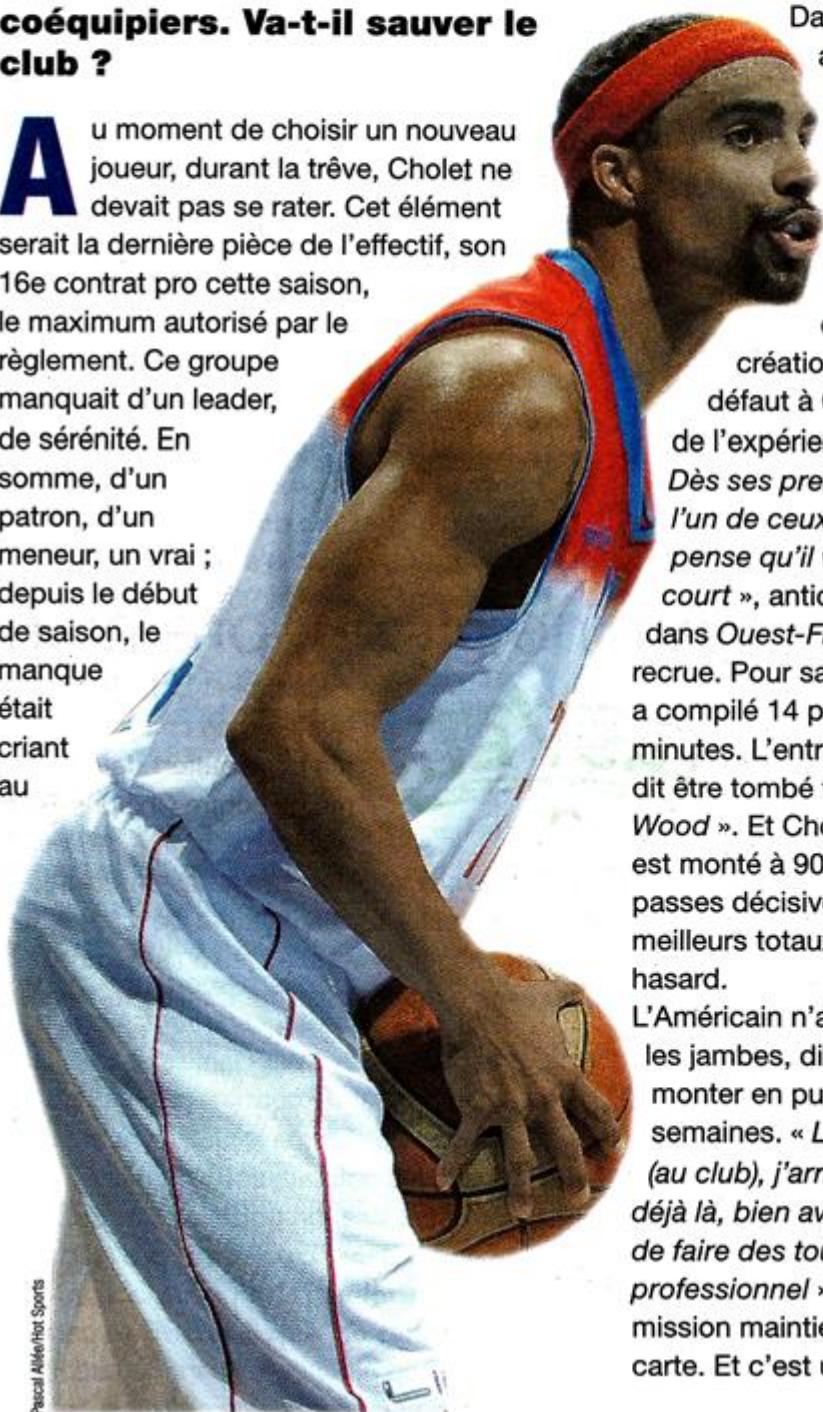 coéquipiers. Va-t-il sauver le
club ?
Au moment de choisir un nouveau
joueur, durant la trêve, Cholet ne
devait pas se rater. Cet élément
serait la dernière pièce de l'effectif, son
16e contrat pro cette saison,
le maximum autorisé par le
règlement. Ce groupe
manquait d'un leader,
de sérénité. En
somme, d'un
patron, d'un
meneur, un vrai ;
depuis le début
de saison, le
manque
était
criant
au
Da
a
créatio
défaut à
de l'expérie
Dès ses pre
l'un de ceux
pense qu'il
court », antic
dans Ouest-F
recrue. Pour sa
a compilé 14 p
minutes. L'entr
dit être tombé
Wood ». Et Cho
est monté à 90
passes décisiv
meilleurs totaux
hasard.
L'Américain n'a
les jambes, di
monter en pu
semaines. « L
(au club), j'arr
déjà là, bien av
de faire des tou
professionnel »
mission maintie
carte. Et c'est u
Pascal Allée/Hot Sports